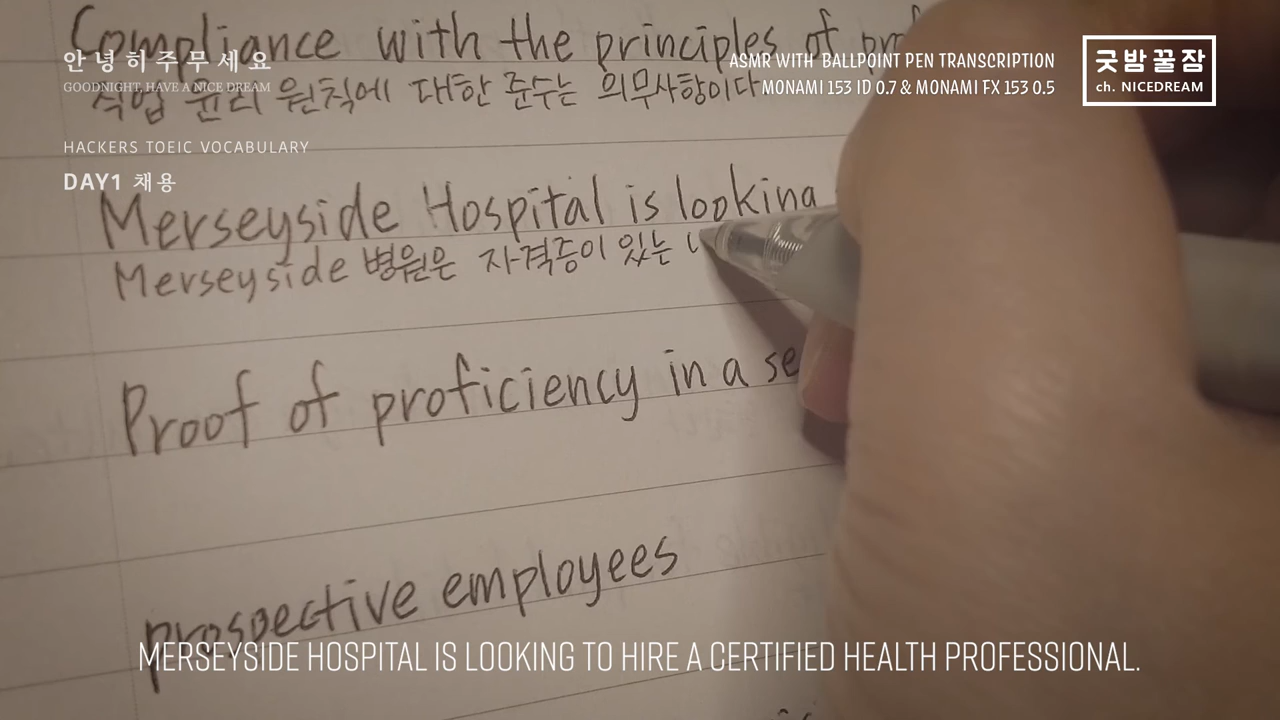 Compliance with the principles of
직업 윤리 원칙에 대한 준수는 의무사항이다
안녕히주무세요
GOODNIGHT, HAVE A NICE DREAM
ASMR WITH BALLPOINT PEN TRANSCRIPTION
MONAMI 153 ID 0.7 & MONAMI FX 153 0.5
굿밤꿀잠
ch. NICEDREAM
HACKERS TOEIC VOCABULARY
DAY1 채용
Merseyside Hospital is looking
Merseyside 병원은 자격증이 있는
Proof of proficiency in a se
prospective employees
MERSEYSIDE HOSPITAL IS LOOKING TO HIRE A CERTIFIED HEALTH PROFESSIONAL.